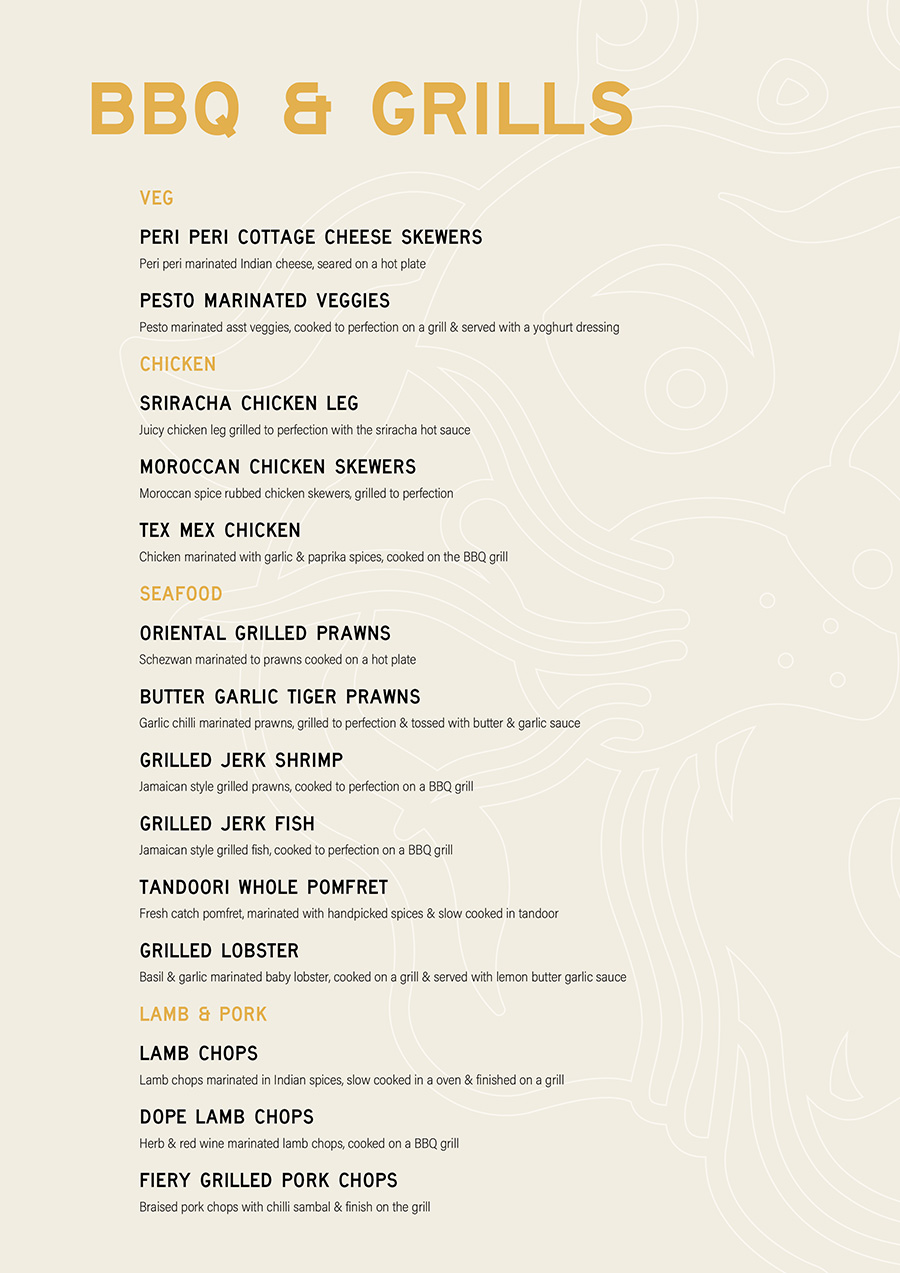 BBQ & GRILLS
VEG
PERI PERI COTTAGE CHEESE SKEWERS
Peri peri marinated Indian cheese, seared on a hot plate
PESTO MARINATED VEGGIES
Pesto marinated asst veggies, cooked to perfection on a grill & served with a yoghurt dressing
CHICKEN
SRIRACHA CHICKEN LEG
Juicy chicken leg grilled to perfection with the sriracha hot sauce
MOROCCAN CHICKEN SKEWERS
Moroccan spice rubbed chicken skewers, grilled to perfection
TEX MEX CHICKEN
Chicken marinated with garlic & paprika spices, cooked on the BBQ grill
SEAFOOD
ORIENTAL GRILLED PRAWNS
Schezwan marinated to prawns cooked on a hot plate
BUTTER GARLIC TIGER PRAWNS
Garlic chilli marinated prawns, grilled to perfection & tossed with butter & garlic sauce
GRILLED JERK SHRIMP
Jamaican style grilled prawns, cooked to perfection on a BBQ grill
GRILLED JERK FISH
Jamaican style grilled fish, cooked to perfection on a BBQ grill
TANDOORI WHOLE POMFRET
Fresh catch pomfret, marinated with handpicked spices & slow cooked in tandoor
GRILLED LOBSTER
Basil & garlic marinated baby lobster, cooked on a grill & served with lemon butter garlic sauce
LAMB & PORK
LAMB CHOPS
Lamb chops marinated in Indian spices, slow cooked in a oven & finished on a grill
DOPE LAMB CHOPS
Herb & red wine marinated lamb chops, cooked on a BBQ grill
FIERY GRILLED PORK CHOPS
Braised pork chops with chilli sambal & finish on the grill